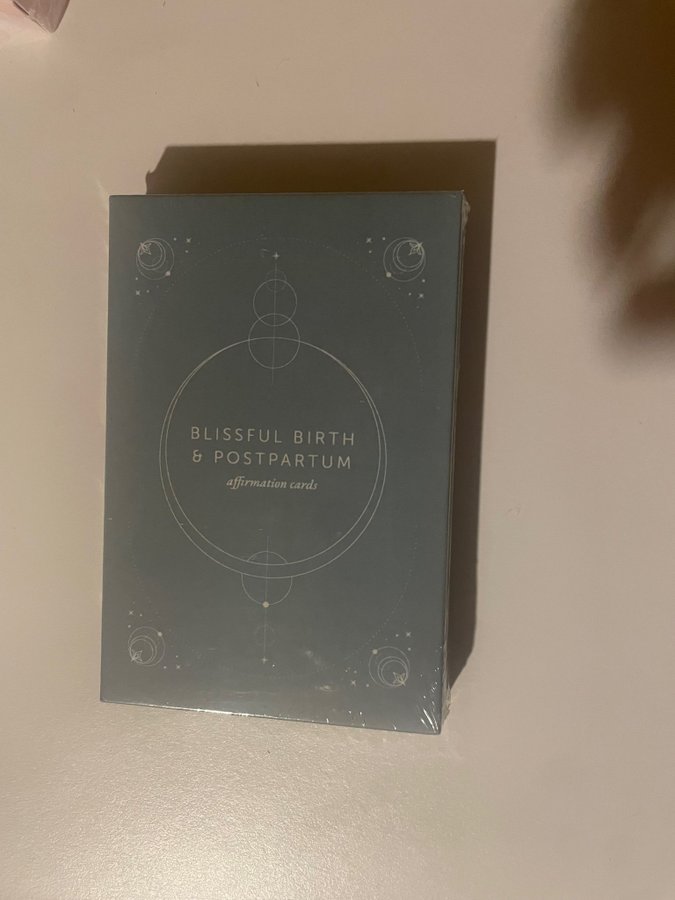 BLISSFUL BIRTH
& POSTPARTUM
affirmation cards